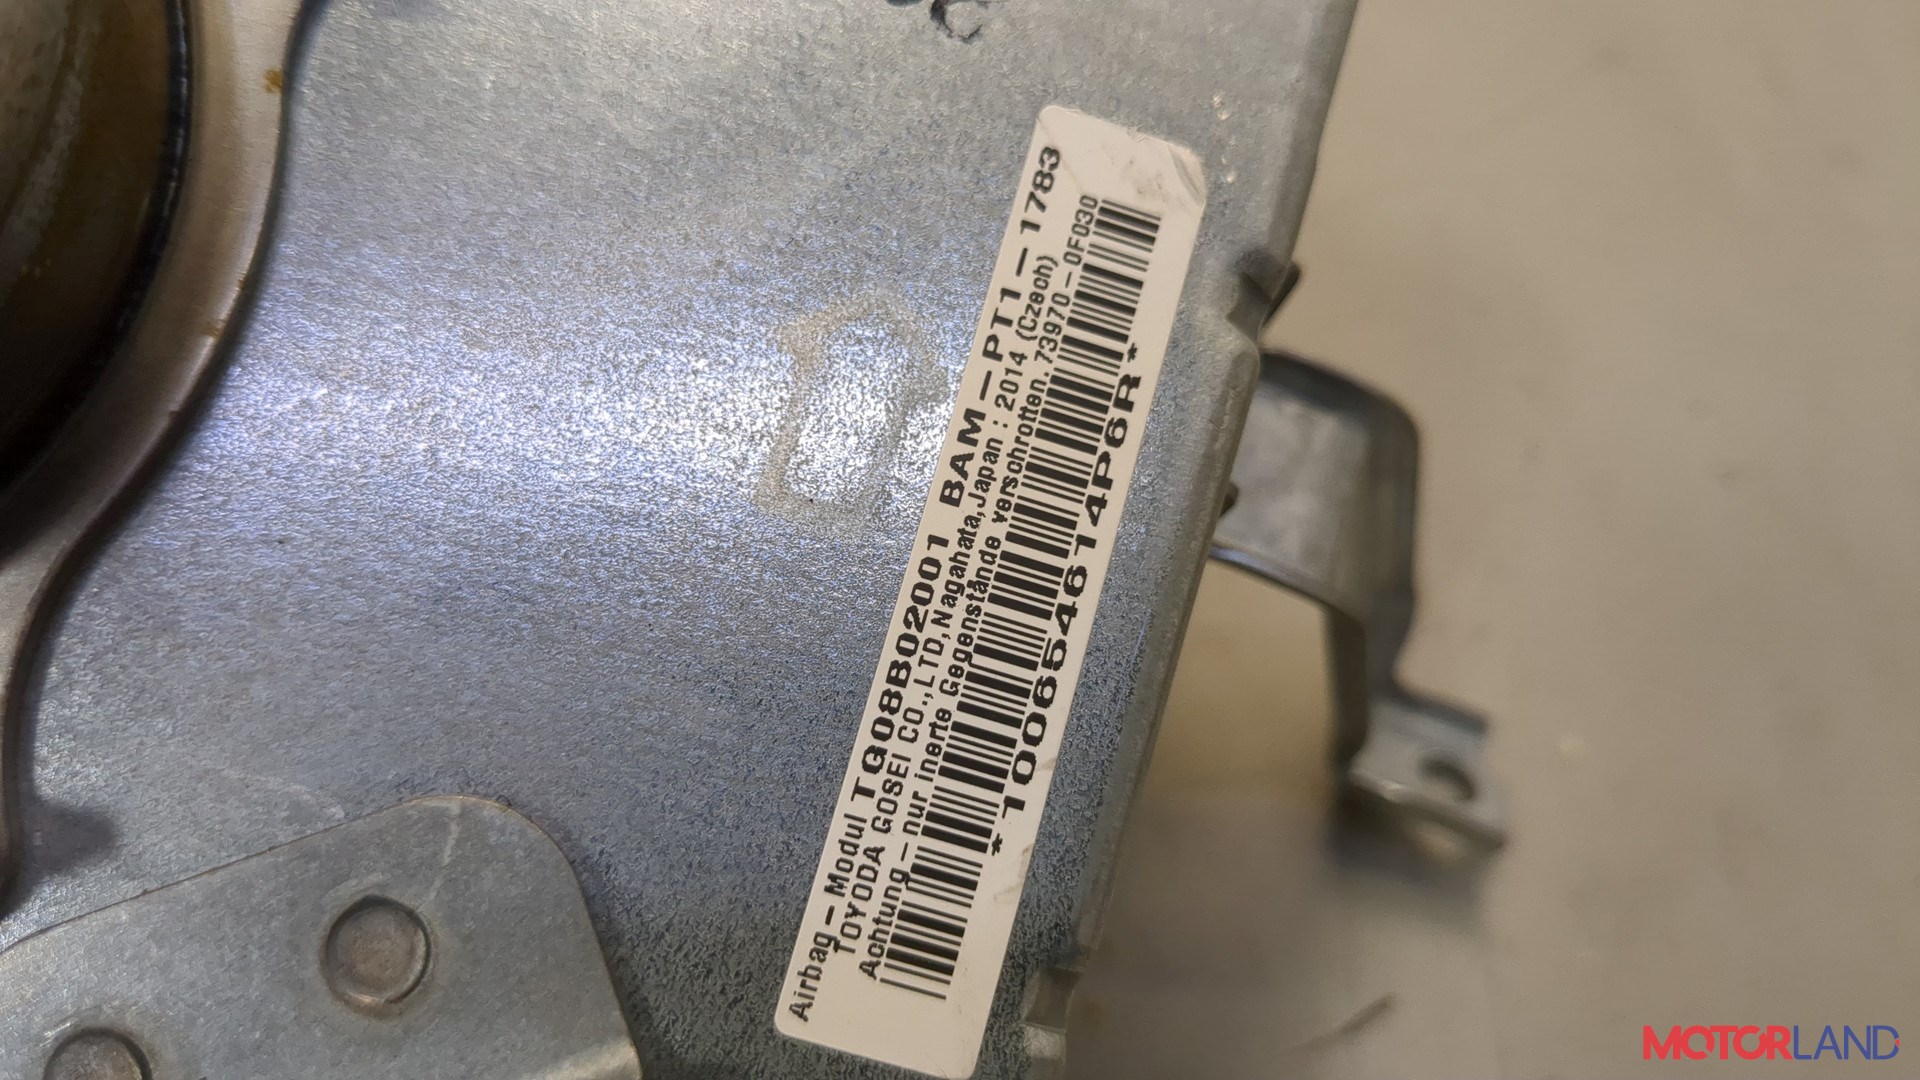 Airbag-Modul TG08B02001 BAM-PT1-1783
TOYODA GOSEI CO.,LTD,Nagahata,Japan : 2014 (Czech)
Achtung-nur inerte Gegenstände verschrotten.73970-0F030
*10065461​4P6R*
MOTORLAND